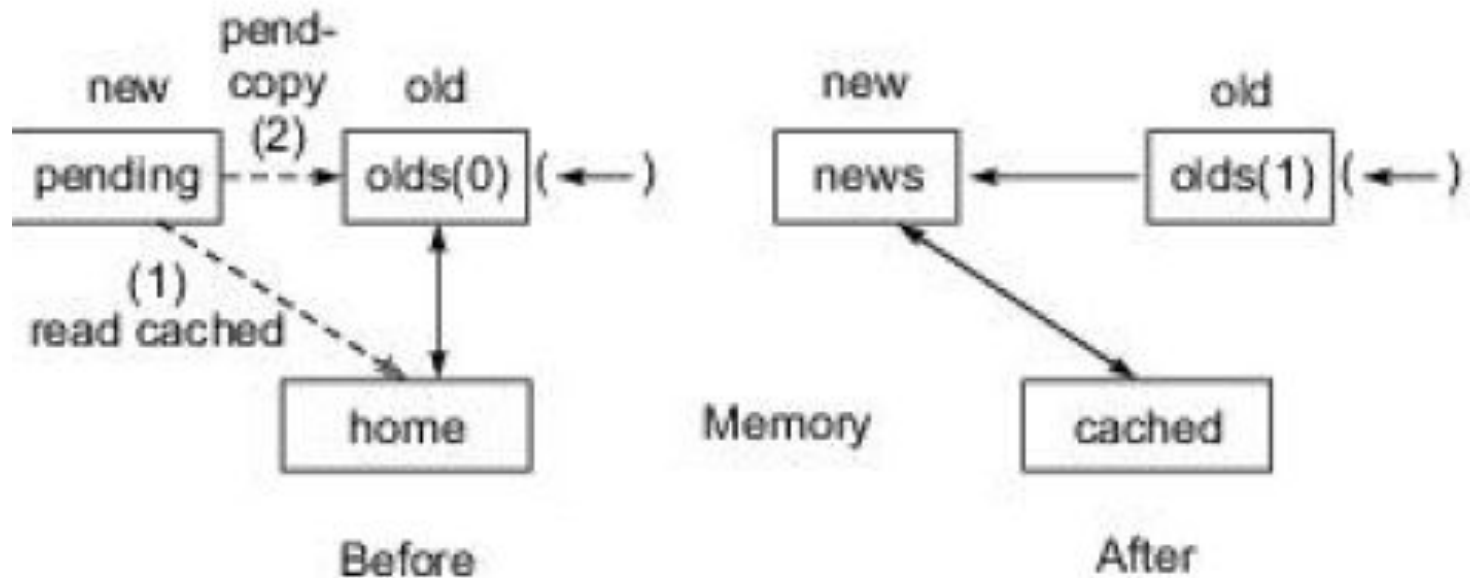 pend-
new copy old new old
(2)
pending olds(0) ( ) news olds(1) ( )
(1)
read cached
home Memory cached
Before After